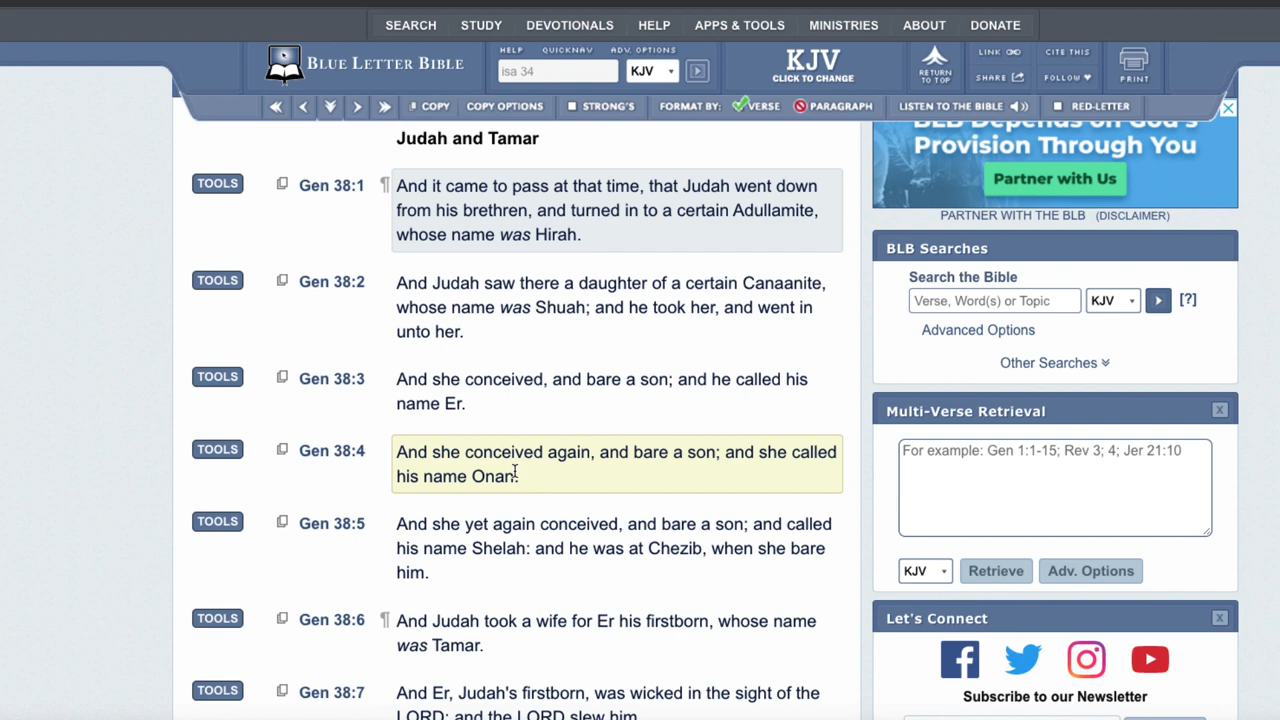 SEARCH STUDY DEVOTIONALS HELP APPS & TOOLS MINISTRIES ABOUT DONATE
BLUE LETTER BIBLE
HELP QUICKNAV ADV. OPTIONS
isa 34 KJV
KJV
CLICK TO CHANGE
RETURN
TO TOP
LINK CITE THIS
SHARE FOLLOW
PRINT
COPY COPY OPTIONS STRONG'S FORMAT BY: VERSE PARAGRAPH LISTEN TO THE BIBLE RED-LETTER
Judah and Tamar
TOOLS Gen 38:1 ¶ And it came to pass at that time, that Judah went down
from his brethren, and turned in to a certain Adullamite,
whose name was Hirah.
TOOLS Gen 38:2 And Judah saw there a daughter of a certain Canaanite,
whose name was Shuah; and he took her, and went in
unto her.
TOOLS Gen 38:3 And she conceived, and bare a son; and he called his
name Er.
TOOLS Gen 38:4 And she conceived again, and bare a son; and she called
his name Onan.
TOOLS Gen 38:5 And she yet again conceived, and bare a son; and called
his name Shelah: and he was at Chezib, when she bare
him.
TOOLS Gen 38:6 ¶ And Judah took a wife for Er his firstborn, whose name
was Tamar.
TOOLS Gen 38:7 And Er, Judah's firstborn, was wicked in the sight of the
LORD; and the LORD slew him.
BLB Depends on God's
Provision Through You
Partner with Us
PARTNER WITH THE BLB (DISCLAIMER)
BLB Searches
Search the Bible
Verse, Word(s) or Topic KJV [?]
Advanced Options
Other Searches
Multi-Verse Retrieval X
For example: Gen 1:1-15; Rev 3; 4; Jer 21:10
KJV Retrieve Adv. Options
Let's Connect X
Subscribe to our Newsletter